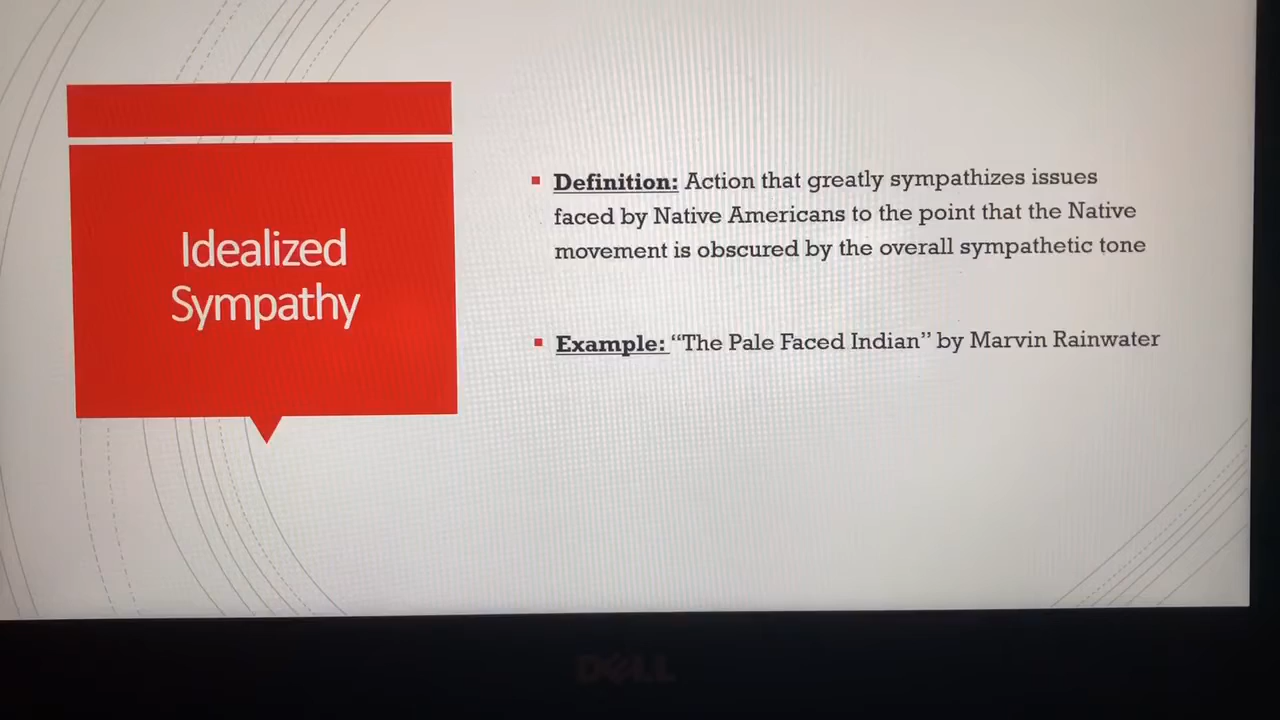 Idealized
Sympathy
Definition: Action that greatly sympathizes issues
faced by Native Americans to the point that the Native
movement is obscured by the overall sympathetic tone
Example: “The Pale Faced Indian” by Marvin Rainwater
DELL